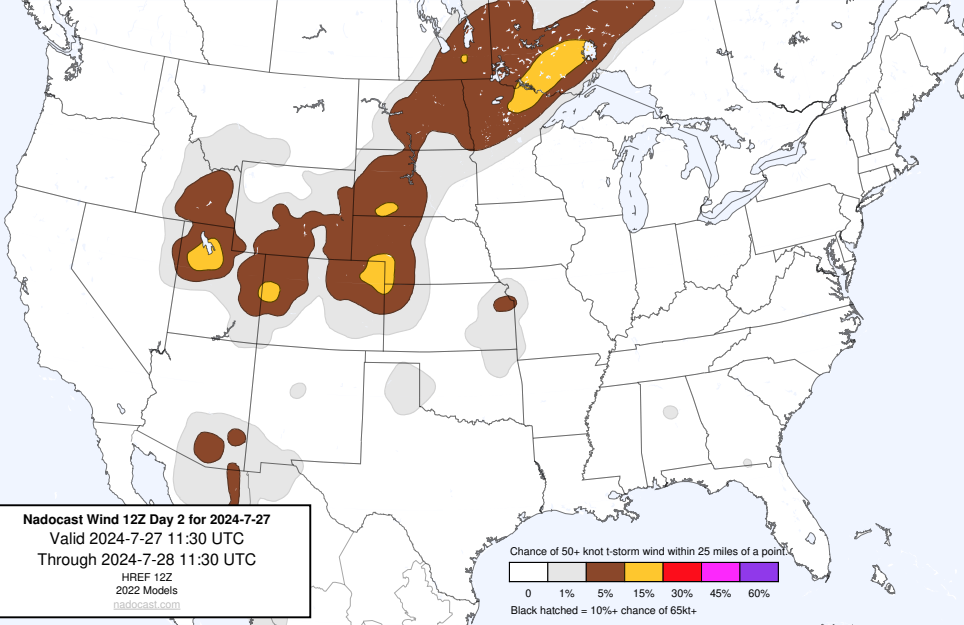 Nadocast Wind 12Z Day 2 for 2024-7-27
Valid 2024-7-27 11:30 UTC
Through 2024-7-28 11:30 UTC
HREF 12Z
2022 Models
nadocast.com
Chance of 50+ knot t-storm wind within 25 miles of a point.
0 1% 5% 15% 30% 45% 60%
Black hatched = 10%+ chance of 65kt+